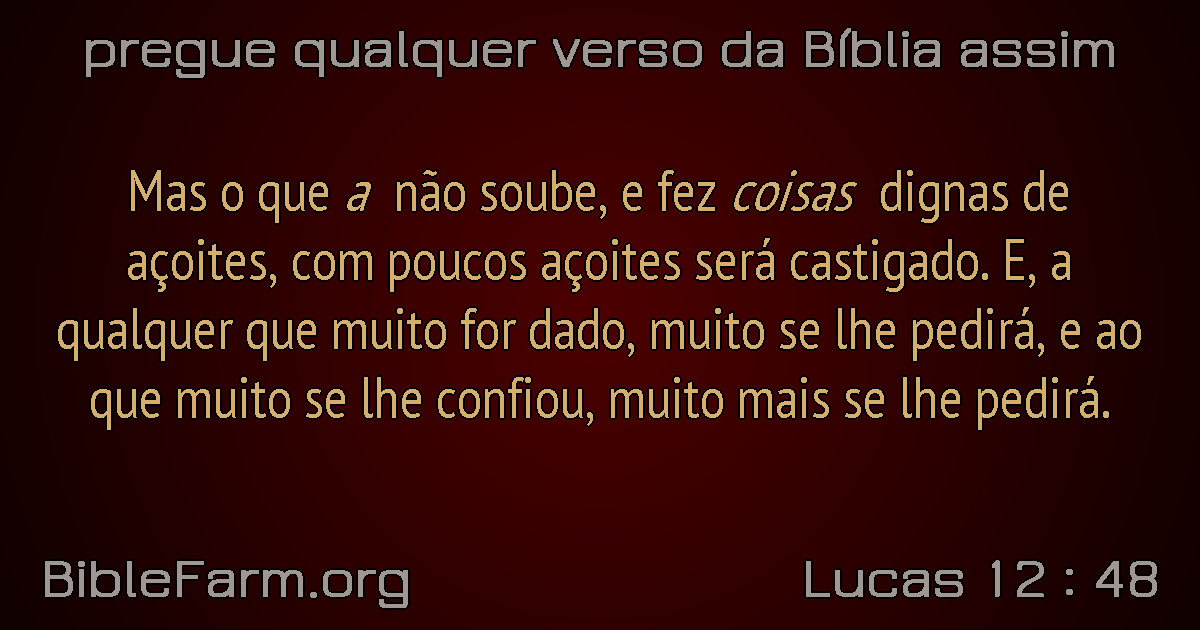 pregue qualquer verso da Bíblia assim
Mas o que a não soube, e fez coisas dignas de
açoites, com poucos açoites será castigado. E, a
qualquer que muito for dado, muito se lhe pedirá, e ao
que muito se lhe confiou, muito mais se lhe pedirá.
BibleFarm.org
Lucas 12 : 48